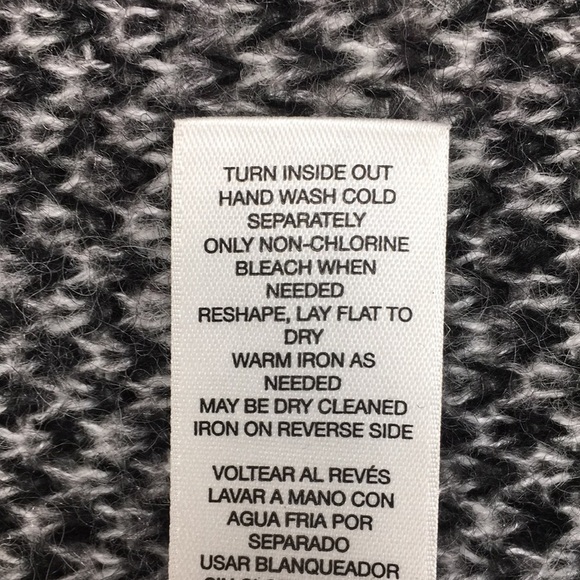 TURN INSIDE OUT
HAND WASH COLD
SEPARATELY
ONLY NON-CHLORINE
BLEACH WHEN
NEEDED
RESHAPE, LAY FLAT TO
DRY
WARM IRON AS
NEEDED
MAY BE DRY CLEANED
IRON ON REVERSE SIDE
VOLTEAR AL REVÉS
LAVAR A MANO CON
AGUA FRIA POR
SEPARADO
USAR BLANQUEADOR